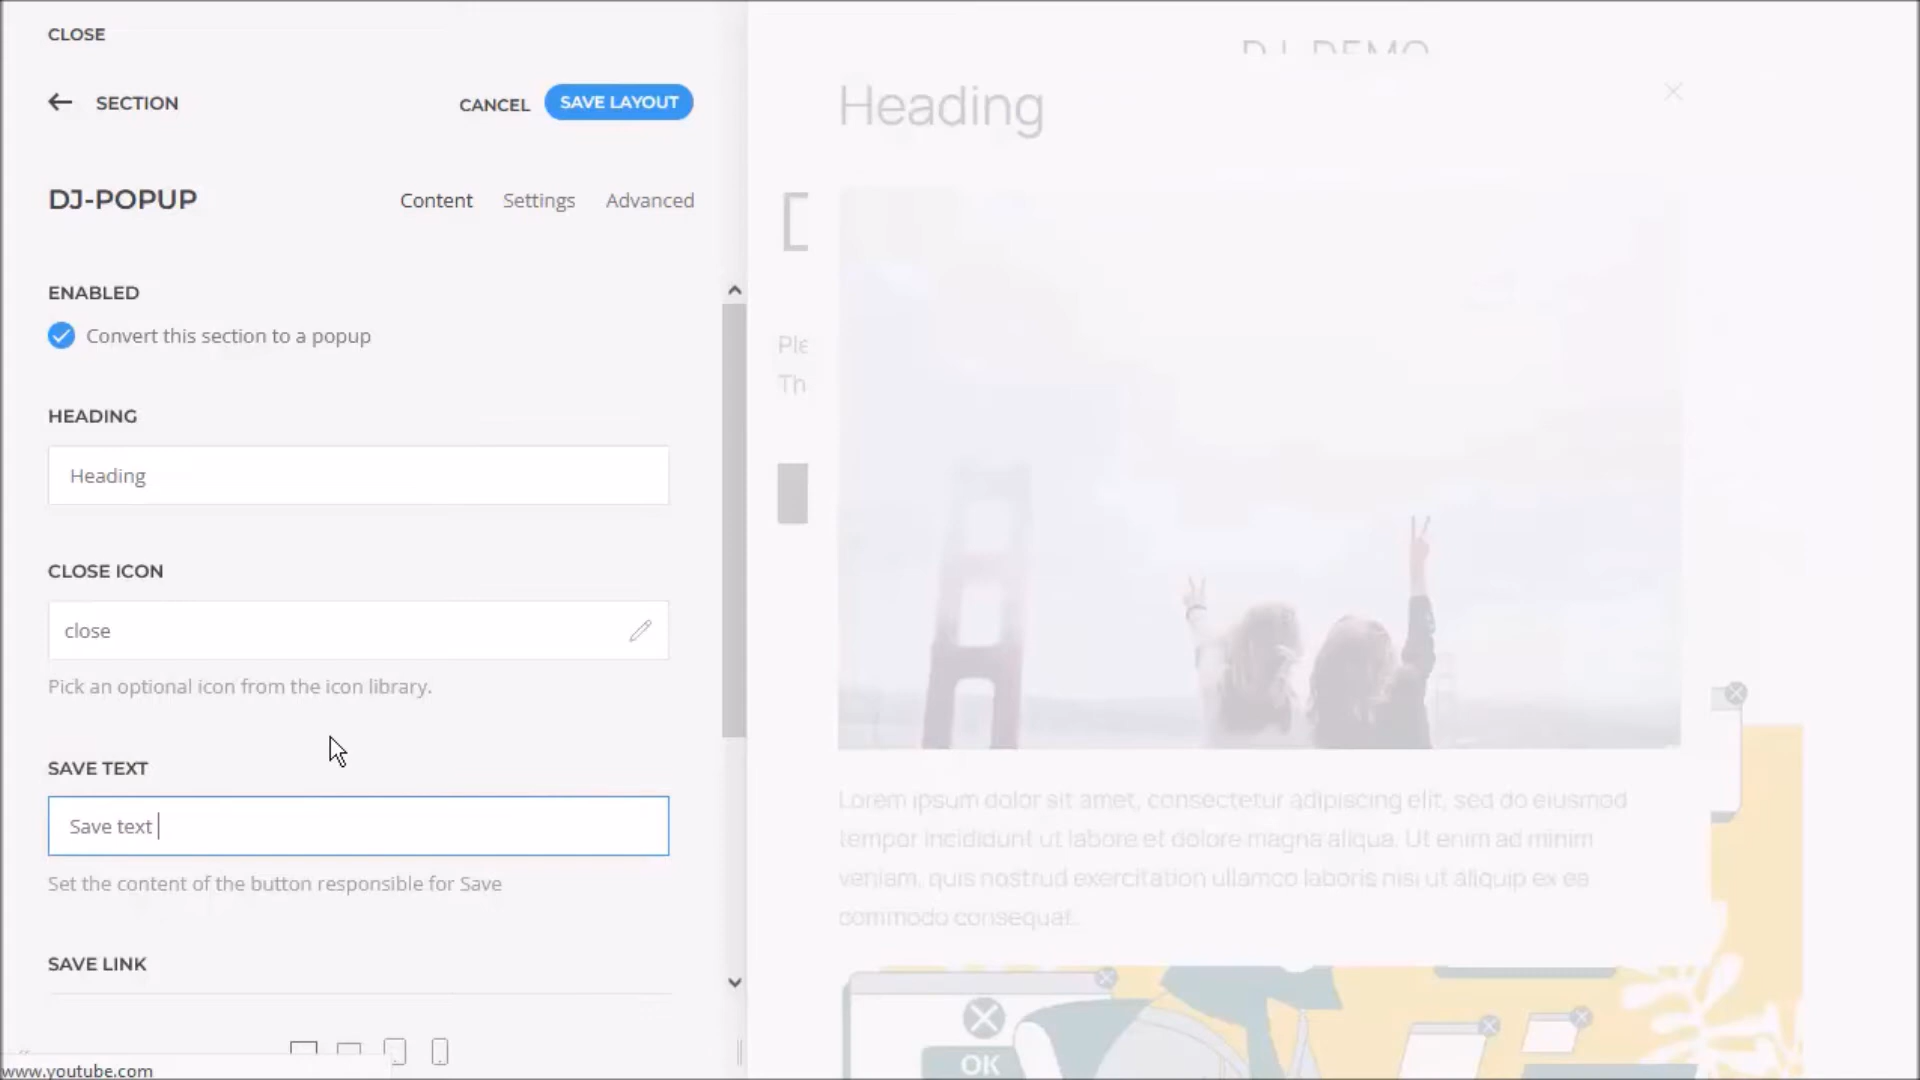 CLOSE
SECTION
CANCEL
SAVE LAYOUT
DJ-POPUP
Content
Settings
Advanced
ENABLED
Convert this section to a popup
HEADING
Heading
CLOSE ICON
close
Pick an optional icon from the icon library.
SAVE TEXT
Save text
Set the content of the button responsible for Save
SAVE LINK
www.youtube.com
DJ-DEMO
Heading
D
Ple
Th
Lorem ipsum dolor sit amet, consectetur adipiscing elit, sed do eiusmod
tempor incididunt ut labore et dolore magna aliqua. Ut enim ad minim
veniam, quis nostrud exercitation ullamco laboris nisi ut aliquip ex ea
commodo consequat.
OK